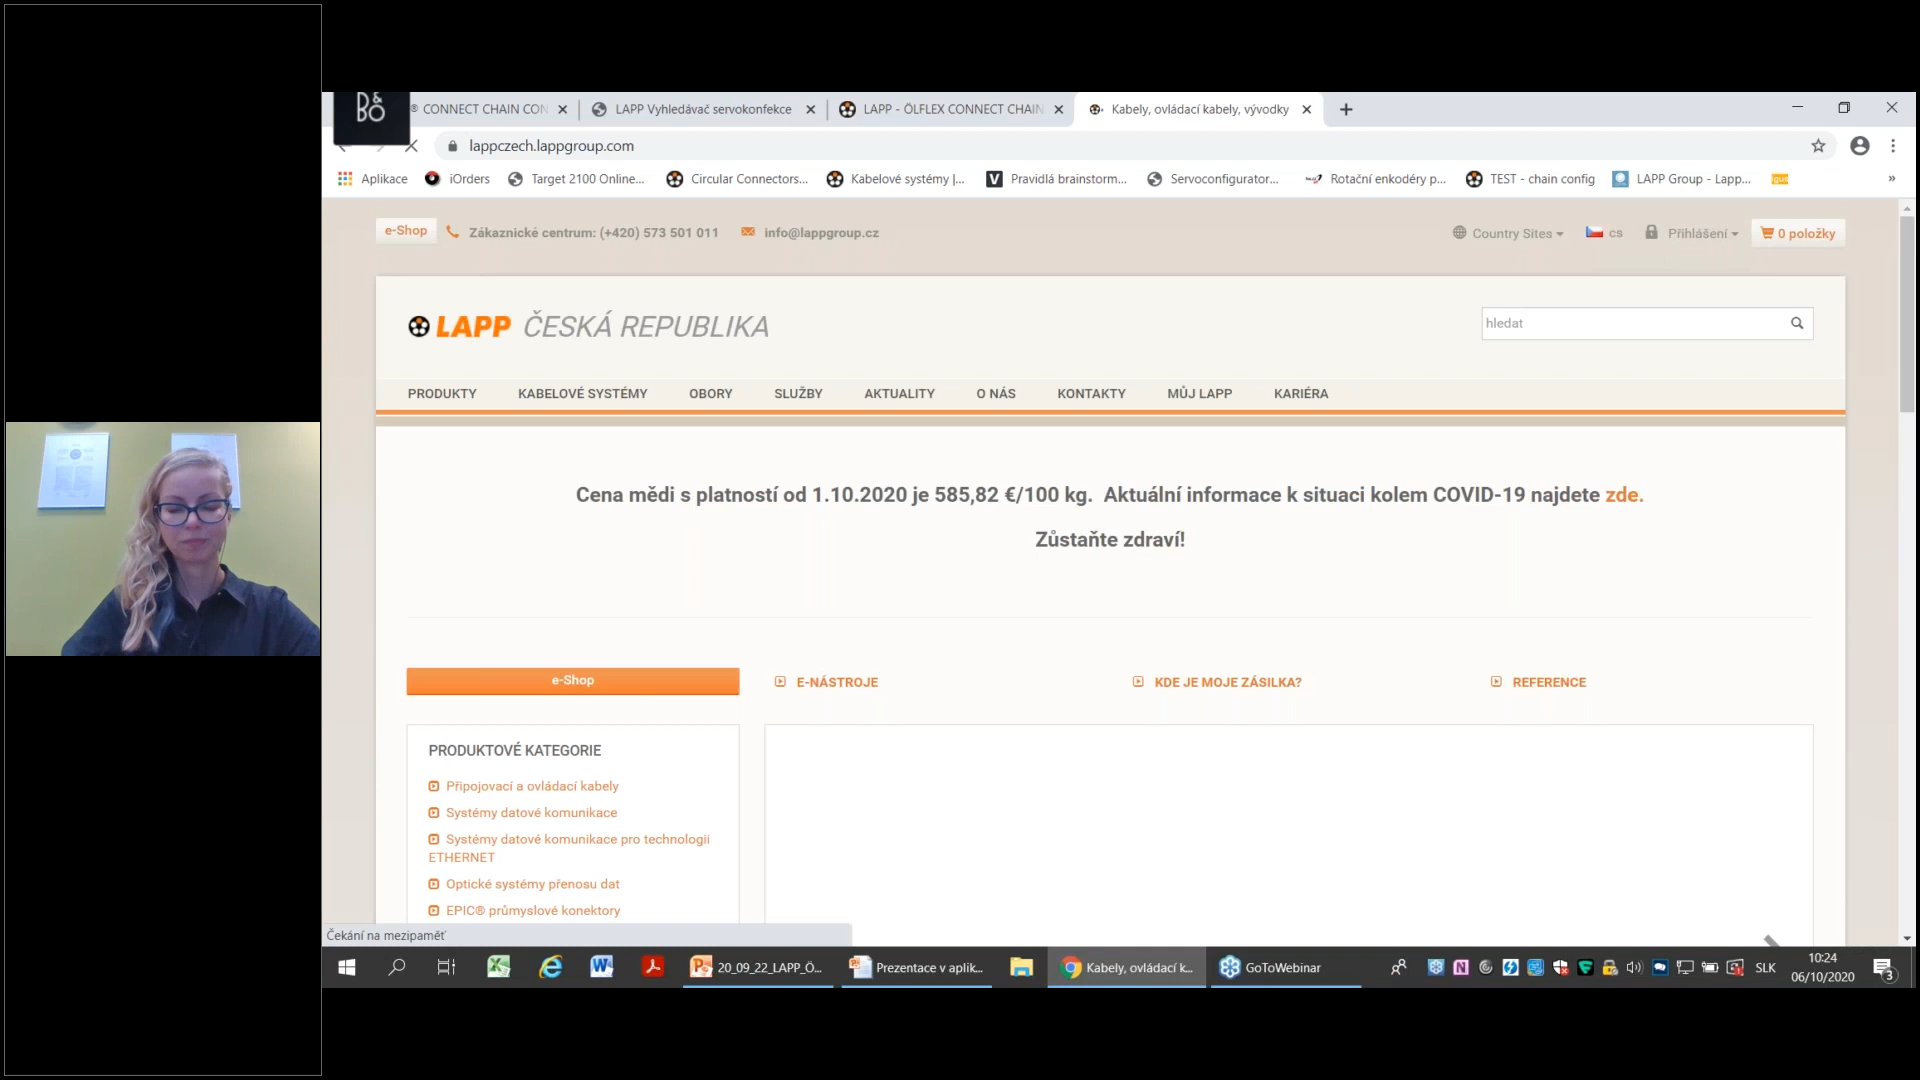 B&O
® CONNECT CHAIN CON
LAPP Vyhledávač servokonfekce
LAPP - ÖLFLEX CONNECT CHAIN
Kabely, ovládací kabely, vývodky
lappczech.lappgroup.com
Aplikace
iOrders
Target 2100 Online...
Circular Connectors...
Kabelové systémy |...
Pravidlá brainstorm...
Servoconfigurator...
Rotační enkodéry p...
TEST - chain config
LAPP Group - Lapp...
igus
»
e-Shop
Zákaznické centrum: (+420) 573 501 011
info@lappgroup.cz
Country Sites
cs
Přihlášení
0 položky
LAPP ČESKÁ REPUBLIKA
hledat
PRODUKTY
KABELOVÉ SYSTÉMY
OBORY
SLUŽBY
AKTUALITY
O NÁS
KONTAKTY
MŮJ LAPP
KARIÉRA
Cena mědi s platností od 1.10.2020 je 585,82 €/100 kg. Aktuální informace k situaci kolem COVID-19 najdete zde.
Zůstaňte zdraví!
e-Shop
E-NÁSTROJE
KDE JE MOJE ZÁSILKA?
REFERENCE
PRODUKTOVÉ KATEGORIE
Připojovací a ovládací kabely
Systémy datové komunikace
Systémy datové komunikace pro technologii
ETHERNET
Optické systémy přenosu dat
EPIC® průmyslové konektory
Čekání na mezipaměť
20_09_22_LAPP_Ö...
Prezentace v aplik...
Kabely, ovládací k...
GoToWebinar
SLK
10:24
06/10/2020
3